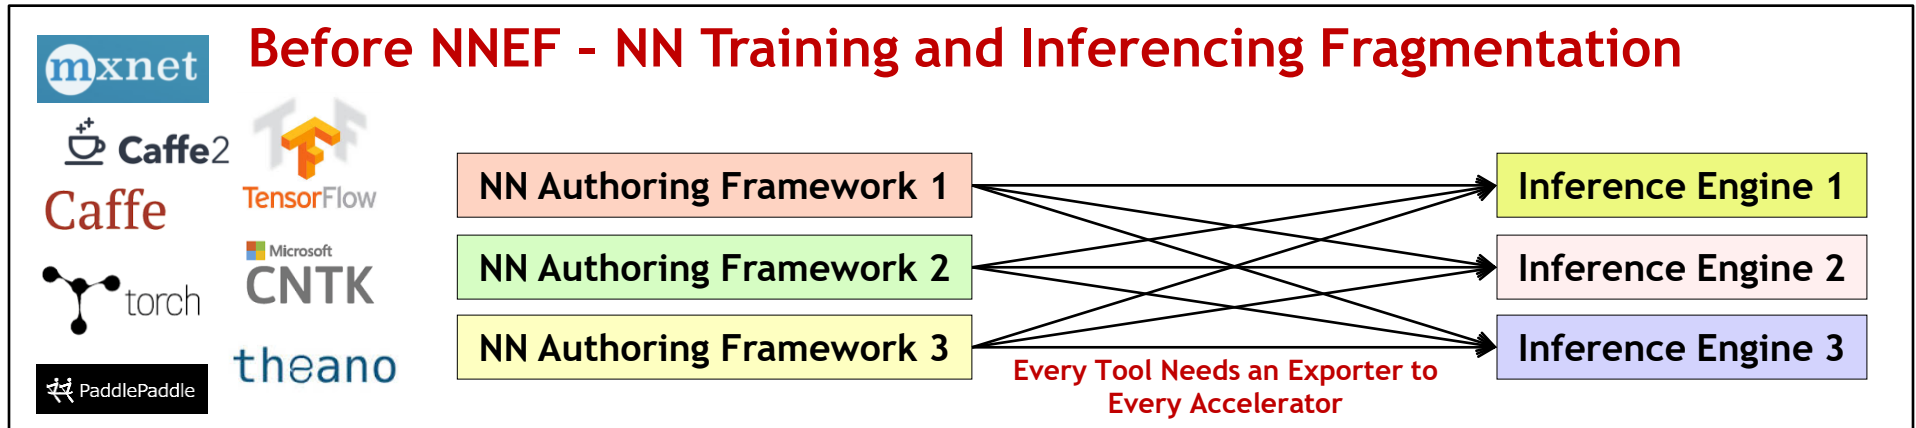 Before NNEF – NN Training and Inferencing Fragmentation
mxnet
Caffe2
TensorFlow
Caffe
Microsoft
CNTK
torch
theano
PaddlePaddle
NN Authoring Framework 1
NN Authoring Framework 2
NN Authoring Framework 3
Every Tool Needs an Exporter to
Every Accelerator
Inference Engine 1
Inference Engine 2
Inference Engine 3